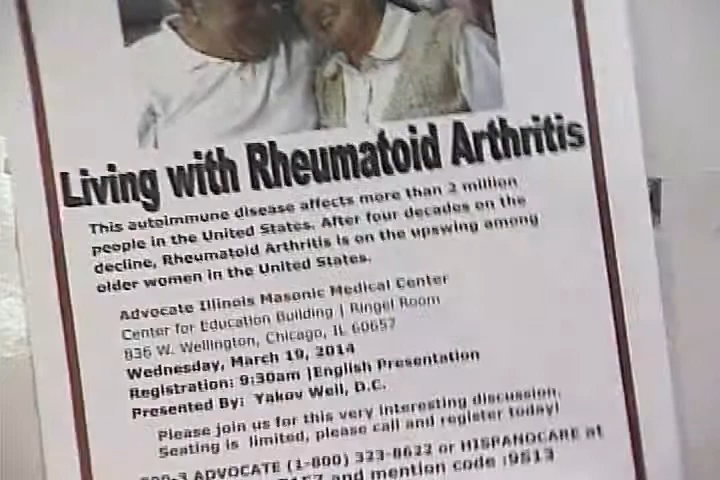 Living with Rheumatoid Arthritis
This autoimmune disease affects more than 2 million
people in the United States. After four decades on the
decline, Rheumatoid Arthritis is on the upswing among
older women in the United States.
Advocate Illinois Masonic Medical Center
Center for Education Building | Ringel Room
836 W. Wellington, Chicago, IL 60657
Wednesday, March 19, 2014
Registration: 9:30am |English Presentation
Presented By: Yakov Well, D.C.
Please join us for this very interesting discussion.
Seating is limited, please call and register today!
ADVOCATE (1-800) 323-8622 or HISPANOCARE at
and mention code :9S13